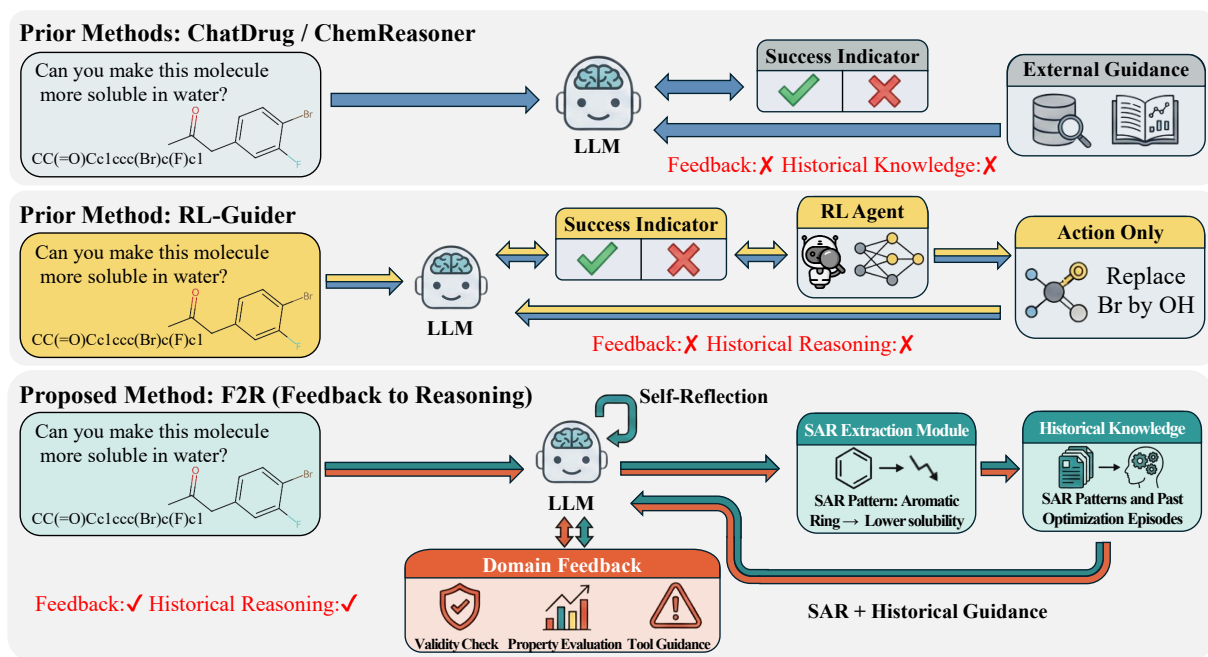 Prior Methods: ChatDrug / ChemReasoner
Can you make this molecule
more soluble in water?
O
Br
F
CC(=O)Cc1ccc(Br)c(F)c1
LLM
Success Indicator
External Guidance
Feedback:✗ Historical Knowledge:✗
Prior Method: RL-Guider
Can you make this molecule
more soluble in water?
O
Br
F
CC(=O)Cc1ccc(Br)c(F)c1
LLM
Success Indicator
RL Agent
Action Only
Replace
Br by OH
Feedback:✗ Historical Reasoning:✗
Proposed Method: F2R (Feedback to Reasoning)
Can you make this molecule
more soluble in water?
O
Br
F
CC(=O)Cc1ccc(Br)c(F)c1
Self-Reflection
LLM
SAR Extraction Module
SAR Pattern: Aromatic
Ring → Lower solubility
Historical Knowledge
SAR Patterns and Past
Optimization Episodes
Domain Feedback
Validity Check
Property Evaluation
Tool Guidance
Feedback:✓ Historical Reasoning:✓
SAR + Historical Guidance